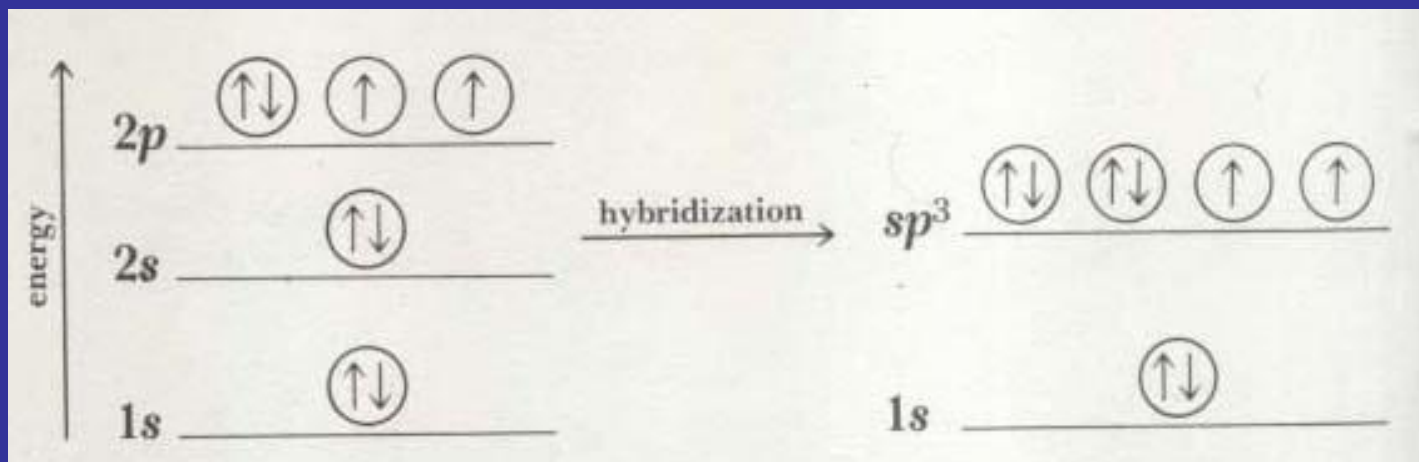 energy
2p
2s
1s
hybridization
sp³
1s